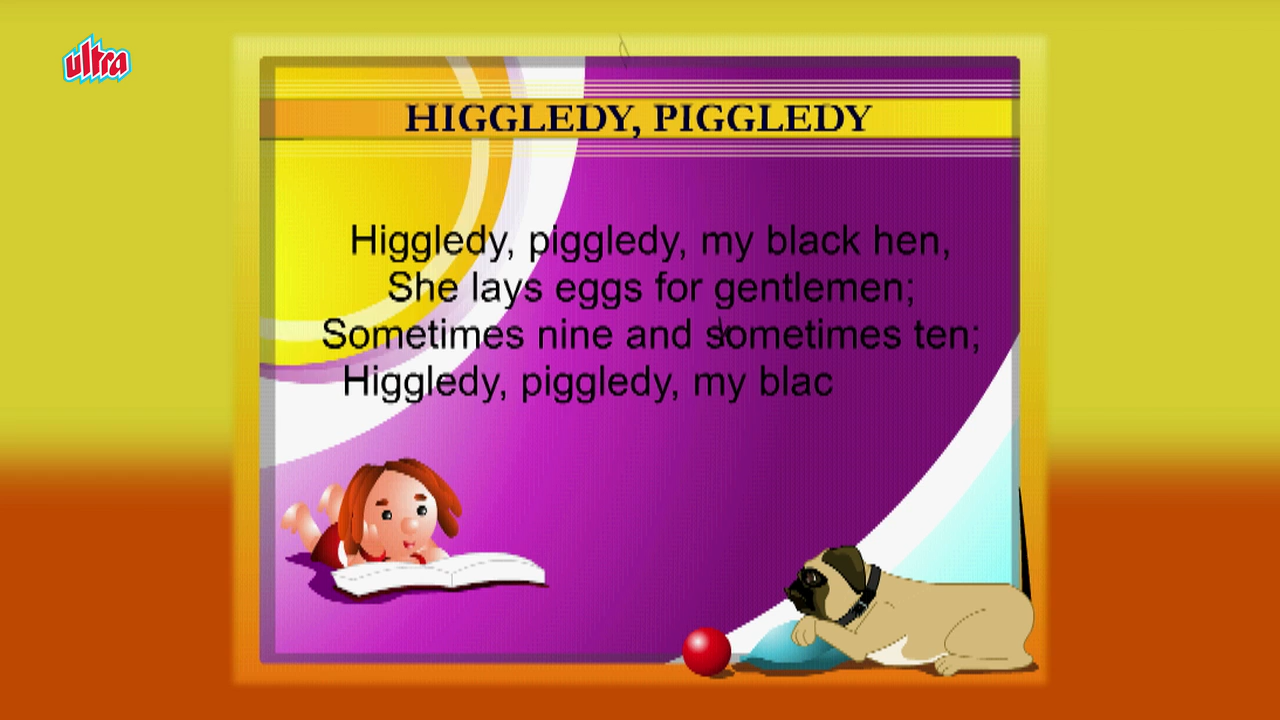 ultra
HIGGLEDY, PIGGLEDY
Higgledy, piggledy, my black hen,
She lays eggs for gentlemen;
Sometimes nine and sometimes ten;
Higgledy, piggledy, my blac